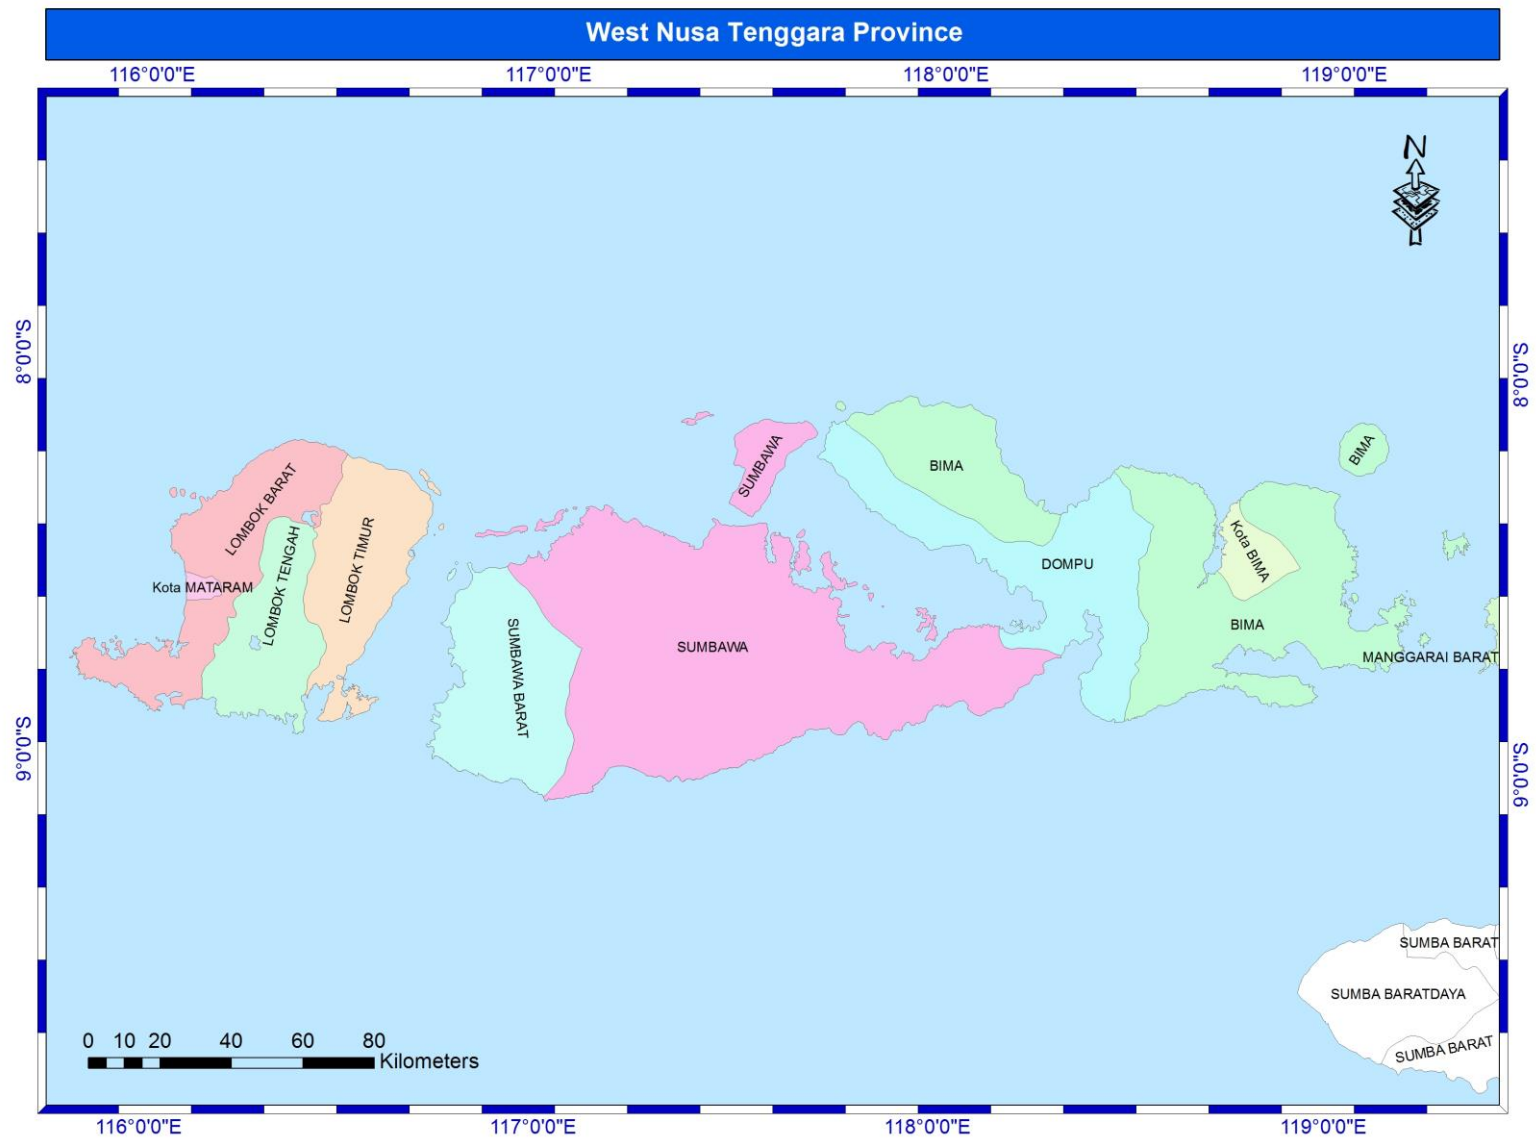 West Nusa Tenggara Province
116°0'0"E 117°0'0"E 118°0'0"E 119°0'0"E
N
8°0'0"S 8°0'0"S
SUMBAWA
BIMA
BIMA
LOMBOK BARAT
LOMBOK TENGAH
LOMBOK TIMUR
Kota BIMA
DOMPU
Kota MATARAM
SUMBAWA BARAT
SUMBAWA
BIMA
MANGGARAI BARAT
9°0'0"S 9°0'0"S
SUMBA BARAT
SUMBA BARATDAYA
SUMBA BARAT
0 10 20 40 60 80
Kilometers
116°0'0"E 117°0'0"E 118°0'0"E 119°0'0"E